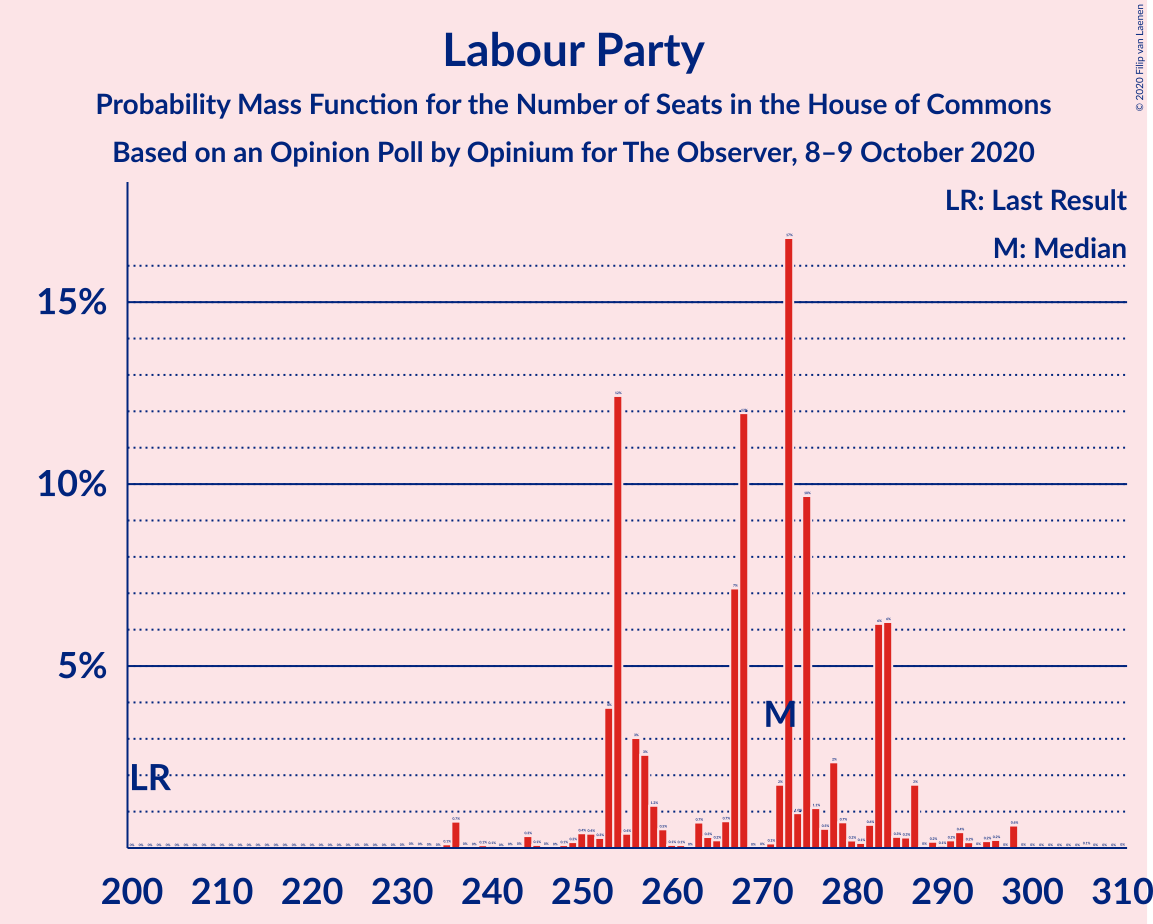 Labour Party
Probability Mass Function for the Number of Seats in the House of Commons
Based on an Opinion Poll by Opinium for The Observer, 8–9 October 2020
© 2020 Filip van Laenen
LR: Last Result
M: Median
15%
10%
5%
M
LR
200 210 220 230 240 250 260 270 280 290 300 310